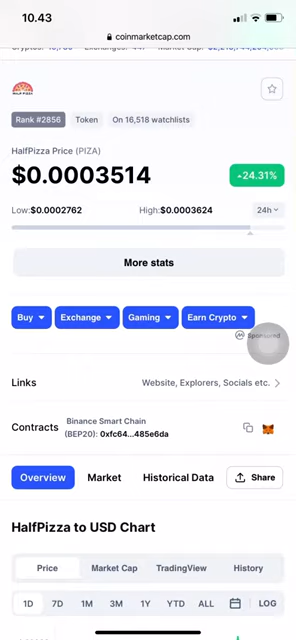 10.43
coinmarketcap.com
HALF PIZZA
Rank #2856 Token On 16,518 watchlists
HalfPizza Price (PIZA)
$0.0003514
24.31%
Low:$0.0002762 High:$0.0003624 24h
More stats
Buy Exchange Gaming Earn Crypto
Sponsored
Links Website, Explorers, Socials etc.
Contracts Binance Smart Chain
(BEP20): 0xfc64...485e6da
Overview Market Historical Data Share
HalfPizza to USD Chart
Price Market Cap TradingView History
1D 7D 1M 3M 1Y YTD ALL LOG